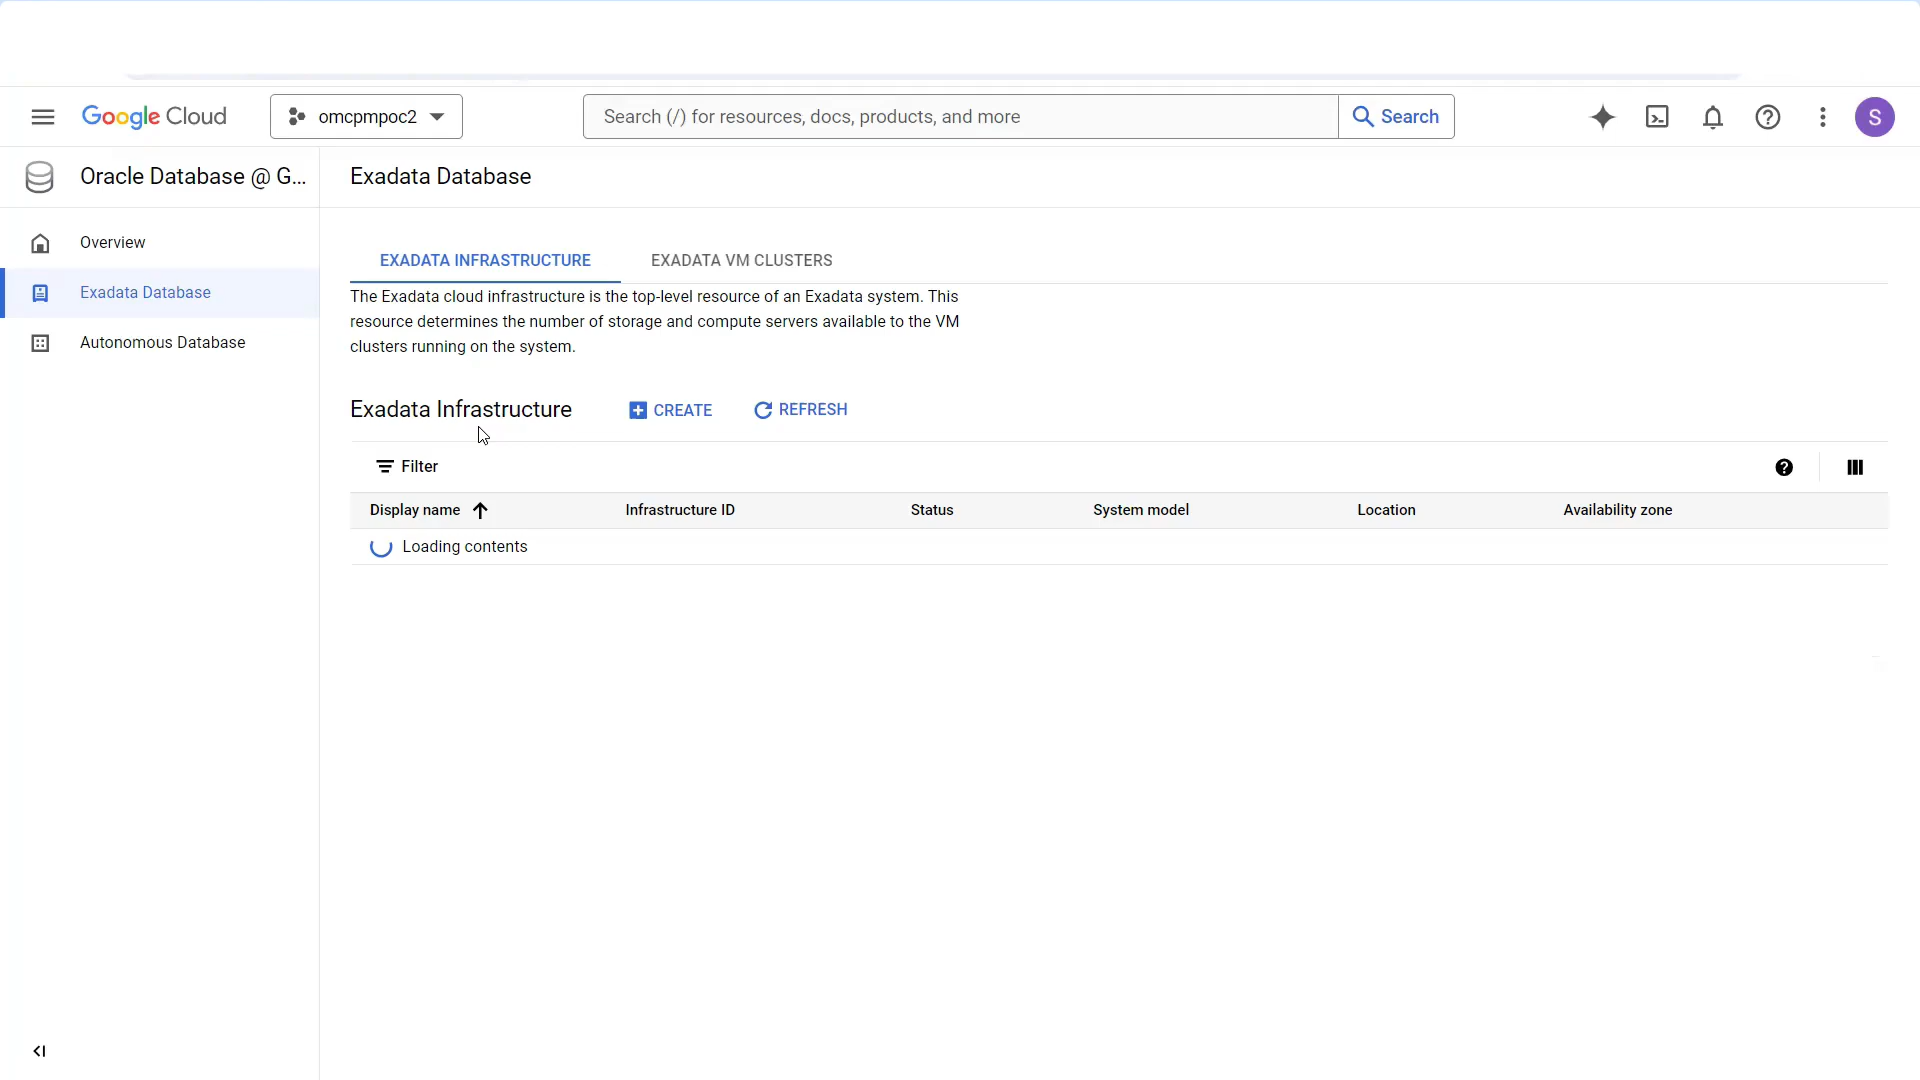 Google Cloud
omcpmpoc2
Search (/) for resources, docs, products, and more
Search
S
Oracle Database @ G...
Exadata Database
Overview
Exadata Database
Autonomous Database
EXADATA INFRASTRUCTURE
EXADATA VM CLUSTERS
The Exadata cloud infrastructure is the top-level resource of an Exadata system. This
resource determines the number of storage and compute servers available to the VM
clusters running on the system.
Exadata Infrastructure
CREATE
REFRESH
Filter
Display name
Infrastructure ID
Status
System model
Location
Availability zone
Loading contents